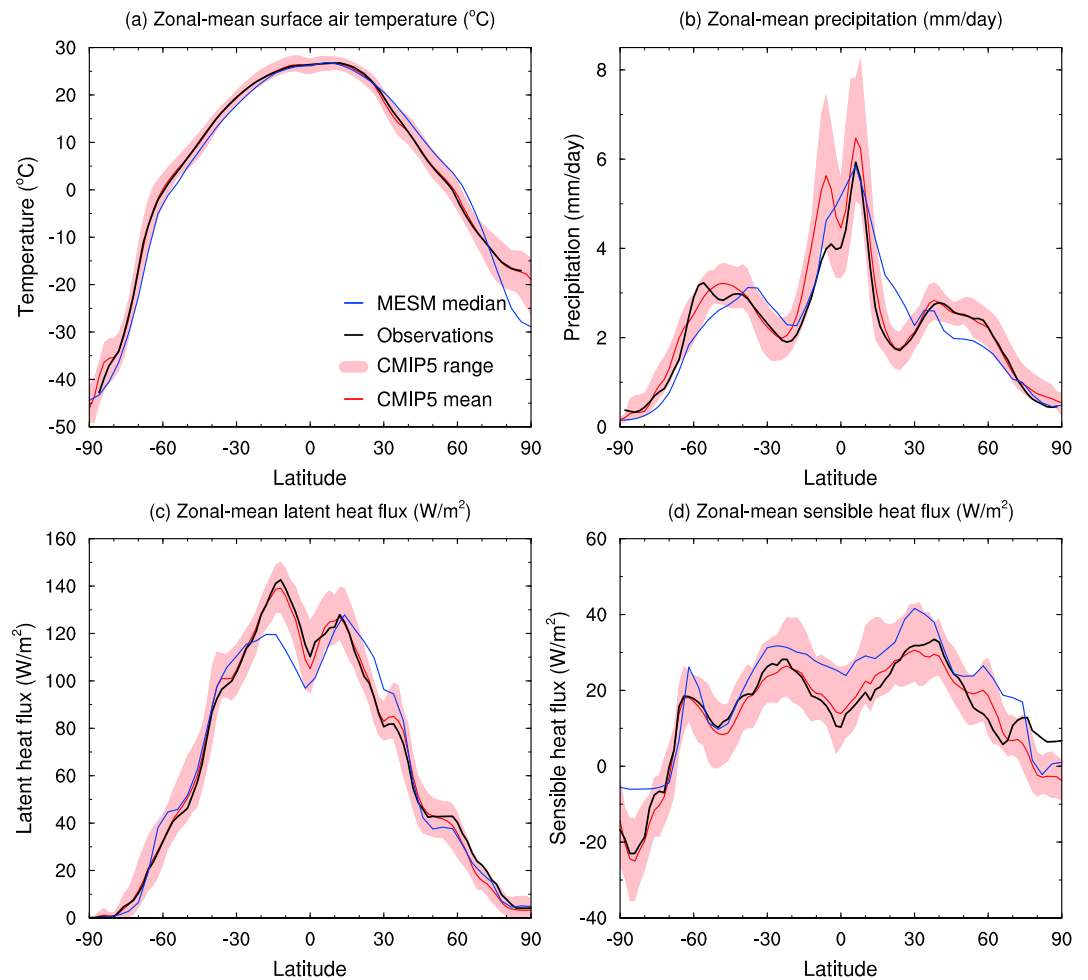 (a) Zonal-mean surface air temperature (°C)
30
20
10
0
-10
-20
-30
-40
-50
Temperature (°C)
MESM median
Observations
CMIP5 range
CMIP5 mean
-90 -60 -30 0 30 60 90
Latitude
(b) Zonal-mean precipitation (mm/day)
8
6
4
2
0
Precipitation (mm/day)
-90 -60 -30 0 30 60 90
Latitude
(c) Zonal-mean latent heat flux (W/m²)
160
140
120
100
80
60
40
20
0
Latent heat flux (W/m²)
-90 -60 -30 0 30 60 90
Latitude
(d) Zonal-mean sensible heat flux (W/m²)
60
40
20
0
-20
-40
Sensible heat flux (W/m²)
-90 -60 -30 0 30 60 90
Latitude